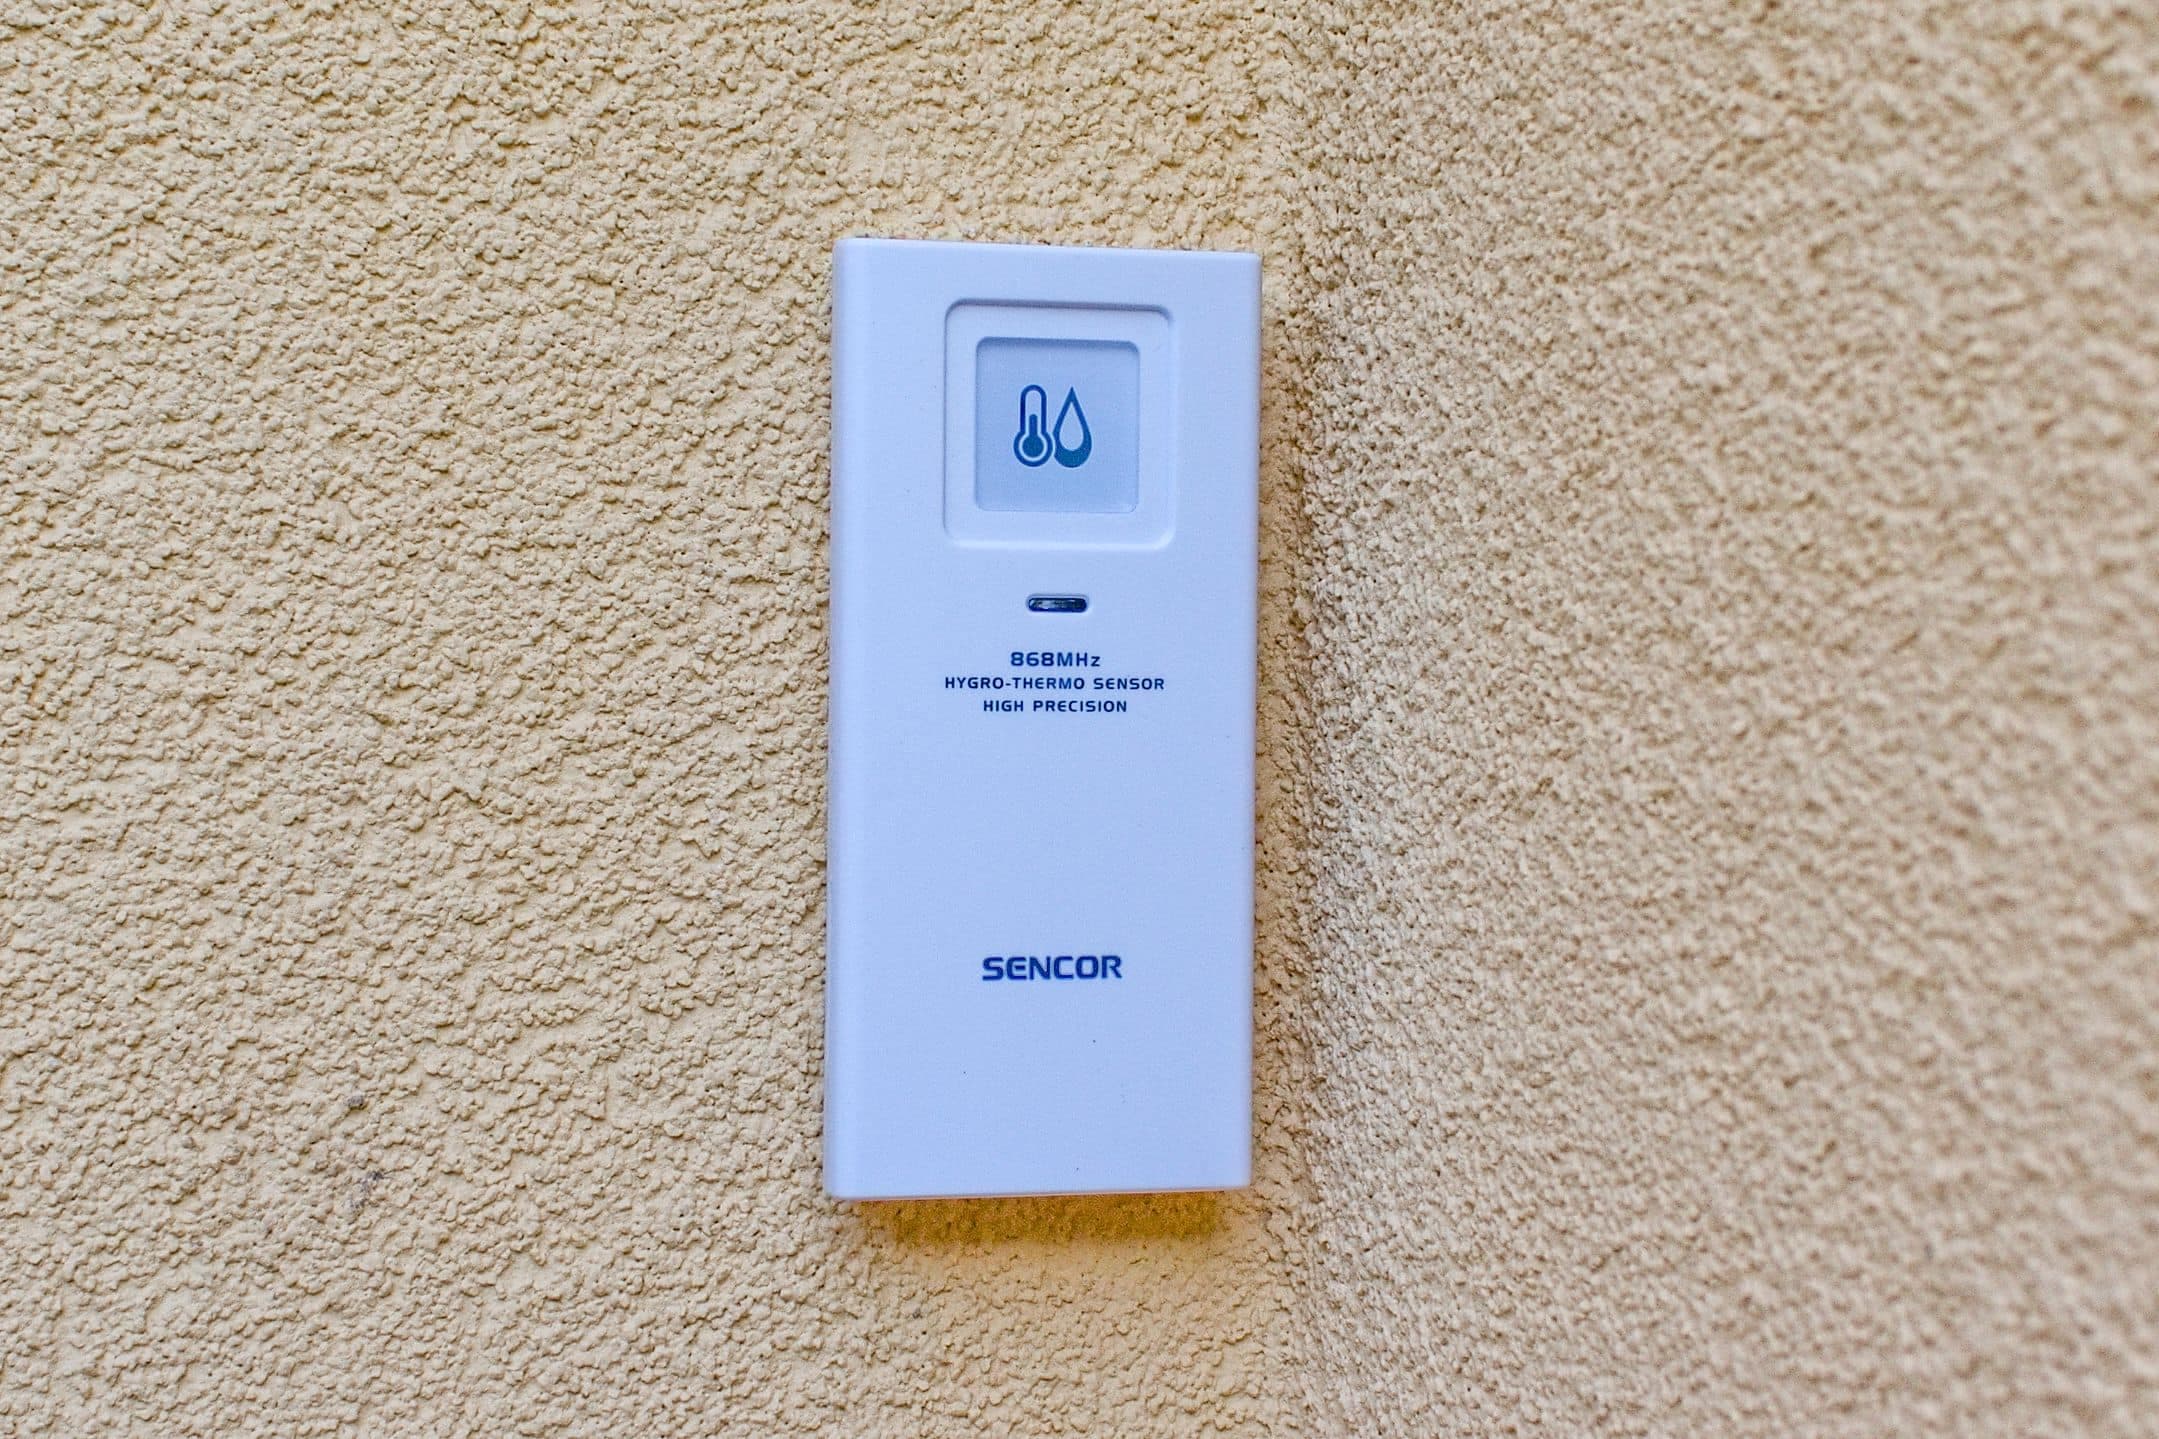 868MHz
HYGRO-THERMO SENSOR
HIGH PRECISION
SENCOR